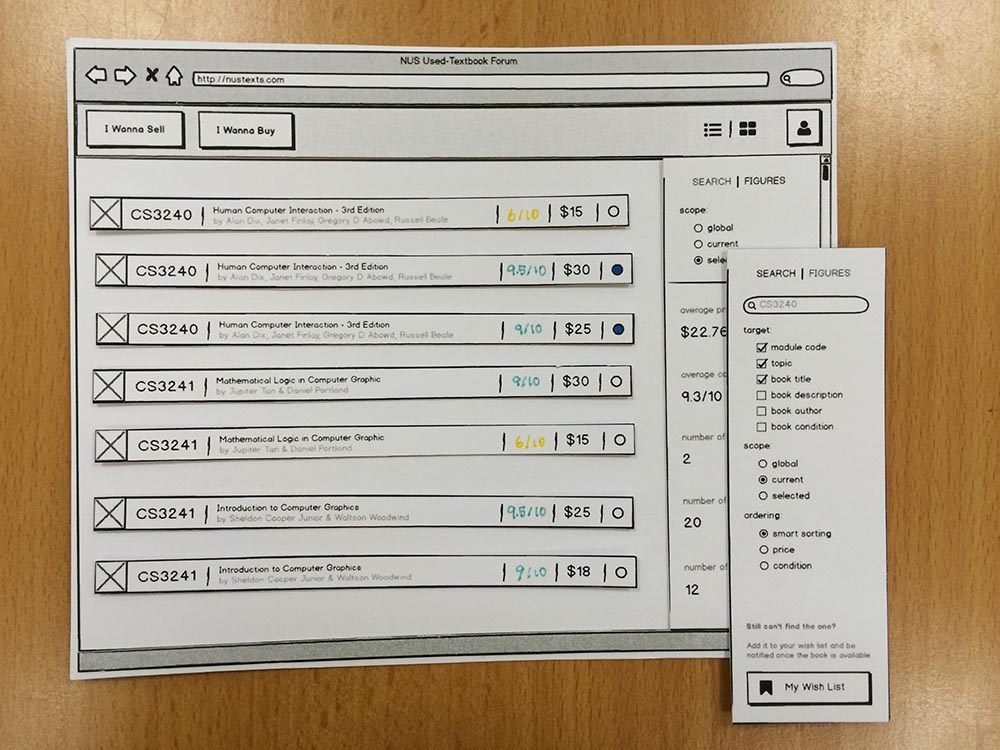 NUS Used-Textbook Forum
http://nustexts.com
I Wanna Sell
I Wanna Buy
CS3240 Human Computer Interaction - 3rd Edition 6/10 $15
by Alan Dix, Janet Finlay, Gregory D Abowd, Russell Beale
CS3240 Human Computer Interaction - 3rd Edition 9.5/10 $30
by Alan Dix, Janet Finlay, Gregory D Abowd, Russell Beale
CS3240 Human Computer Interaction - 3rd Edition 9/10 $25
by Alan Dix, Janet Finlay, Gregory D Abowd, Russell Beale
CS3241 Mathematical Logic in Computer Graphic 9/10 $30
by Jupiter Tan & Daniel Portland
CS3241 Mathematical Logic in Computer Graphic 6/10 $15
by Jupiter Tan & Daniel Portland
CS3241 Introduction to Computer Graphics 9.5/10 $25
by Sheldon Cooper Junior & Waltson Woodwind
CS3241 Introduction to Computer Graphics 9/10 $18
by Sheldon Cooper Junior & Waltson Woodwind
SEARCH | FIGURES
scope:
global
current
sele
average pr
$22.76
average co
9.3/10
number of
2
number of
20
number of
12
SEARCH | FIGURES
CS3240
target:
module code
topic
book title
book description
book author
book condition
scope:
global
current
selected
ordering:
smart sorting
price
condition
Still can't find the one?
Add it to your wish list and be
notified once the book is available.
My Wish List